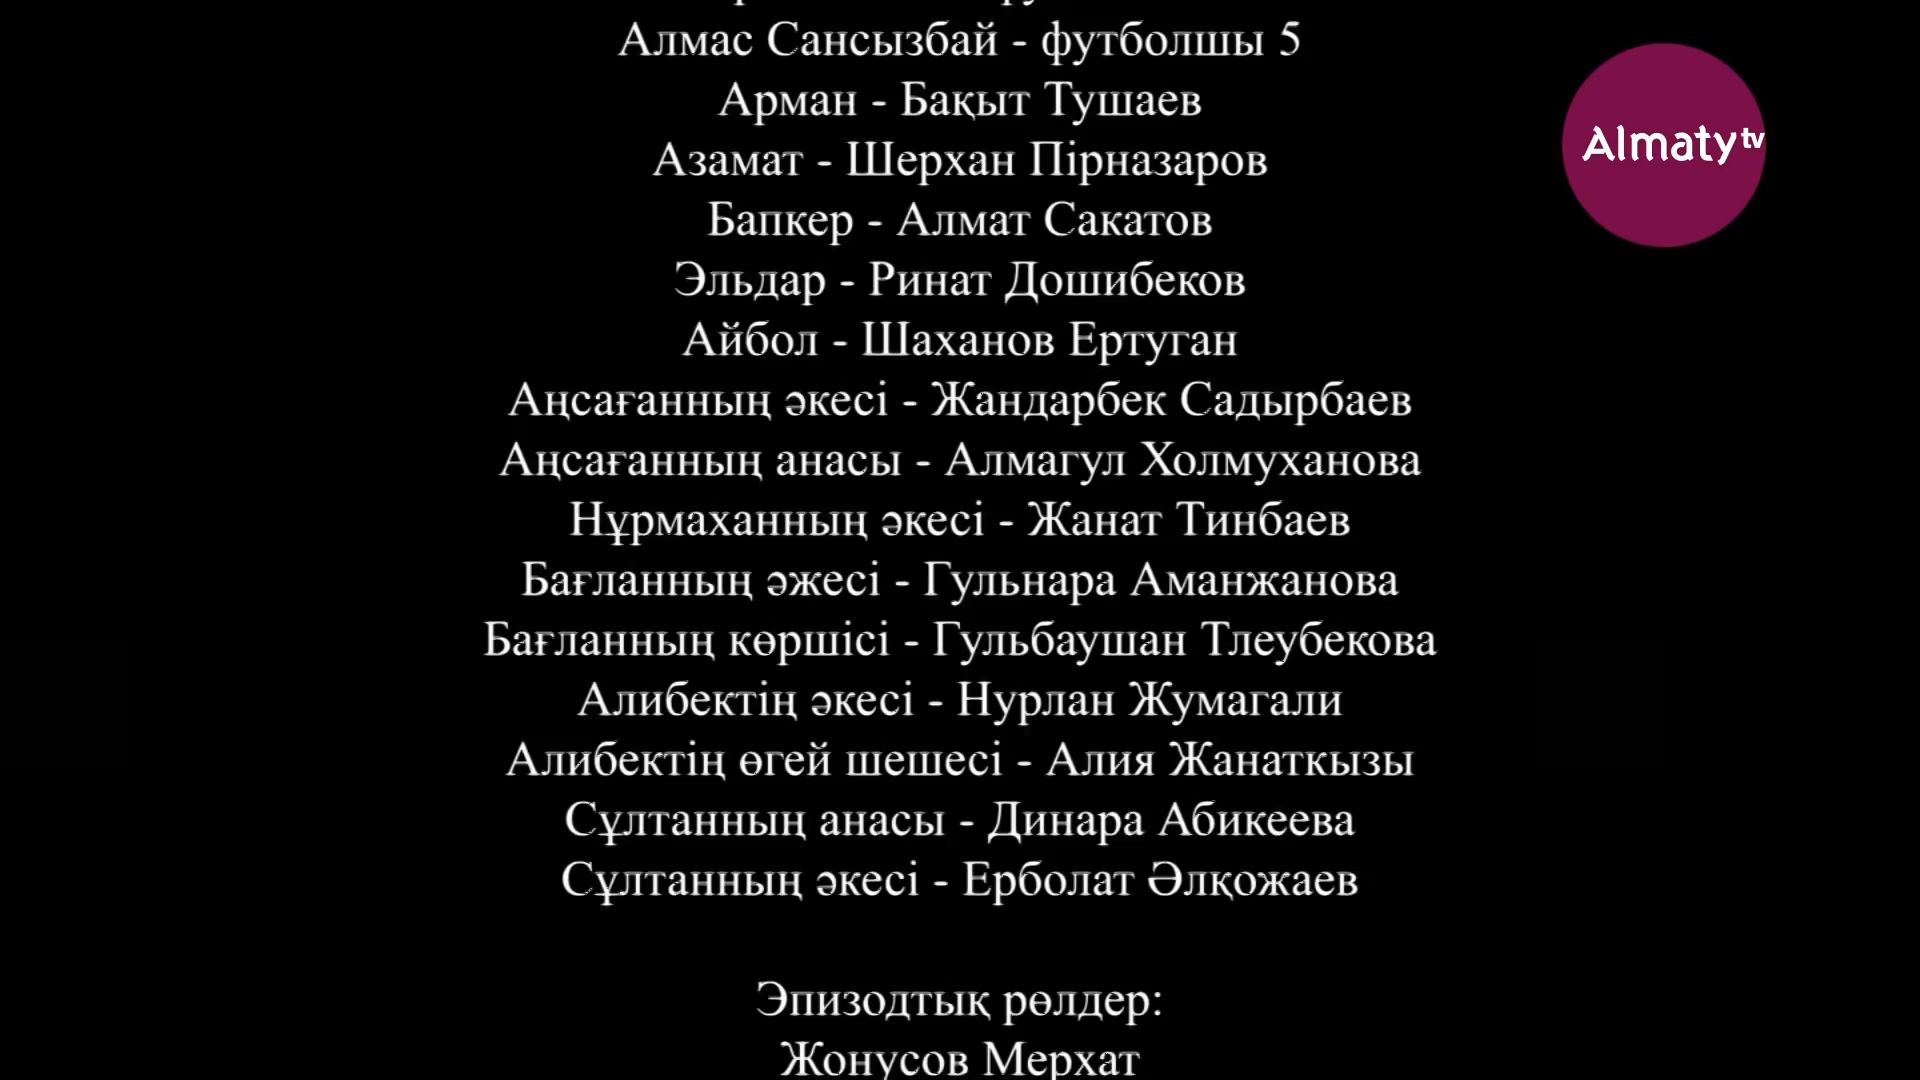 Алмас Сансызбай - футболшы 5
Арман - Бақыт Тушаев
Almaty tv
Азамат - Шерхан Пірназаров
Бапкер - Алмат Сакатов
Эльдар - Ринат Дошибеков
Айбол - Шаханов Ертуган
Аңсағанның әкесі - Жандарбек Садырбаев
Аңсағанның анасы - Алмагул Холмуханова
Нұрмаханның әкесі - Жанат Тинбаев
Бағланның әжесі - Гульнара Аманжанова
Бағланның көршісі - Гульбаушан Тлеубекова
Алибектің әкесі - Нурлан Жумагали
Алибектің өгей шешесі - Алия Жанаткызы
Сұлтанның анасы - Динара Абикеева
Сұлтанның әкесі - Ерболат Әлқожаев
Эпизодтық рөлдер:
Жонусов Мерхат